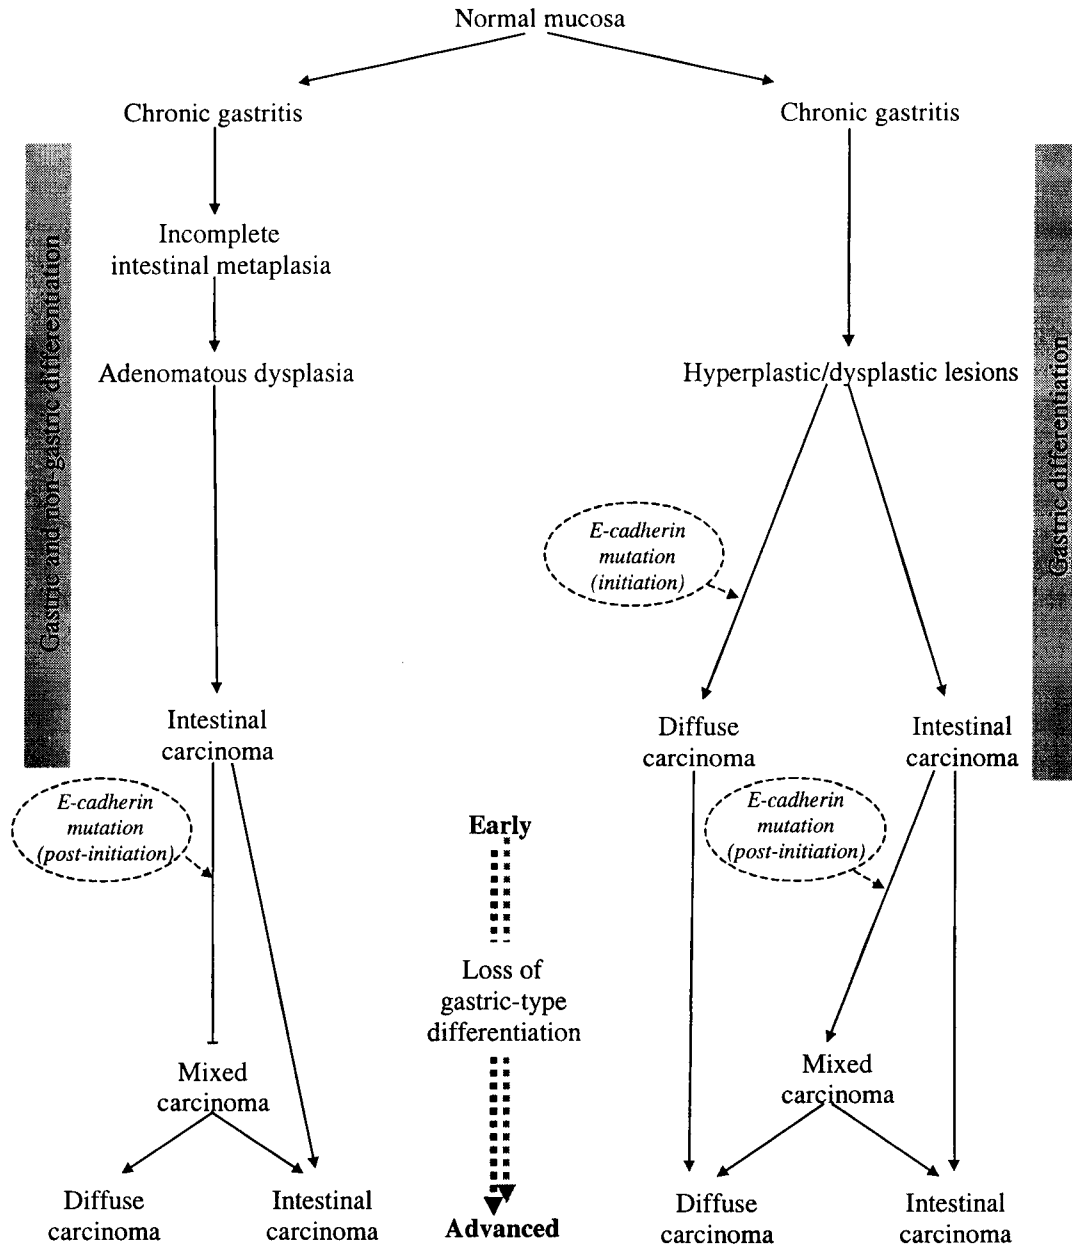 Normal mucosa
Chronic gastritis
Chronic gastritis
Gastric and non-gastric differentiation
Gastric differentiation
Incomplete
intestinal metaplasia
Adenomatous dysplasia
Hyperplastic/dysplastic lesions
E-cadherin
mutation
(initiation)
Intestinal
carcinoma
Diffuse
carcinoma
Intestinal
carcinoma
E-cadherin
mutation
(post-initiation)
Early
E-cadherin
mutation
(post-initiation)
Loss of
gastric-type
differentiation
Mixed
carcinoma
Mixed
carcinoma
Diffuse
carcinoma
Intestinal
carcinoma
Advanced
Diffuse
carcinoma
Intestinal
carcinoma